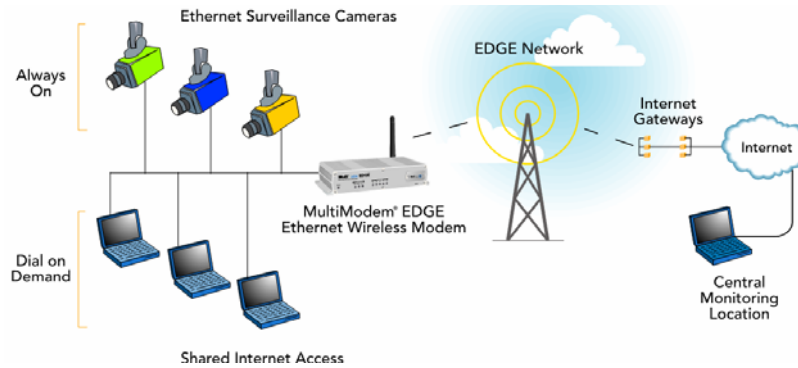 Ethernet Surveillance Cameras
Always
On
EDGE Network
Internet
Gateways
Internet
MultiModem® EDGE
Ethernet Wireless Modem
Dial on
Demand
Central
Monitoring
Location
Shared Internet Access